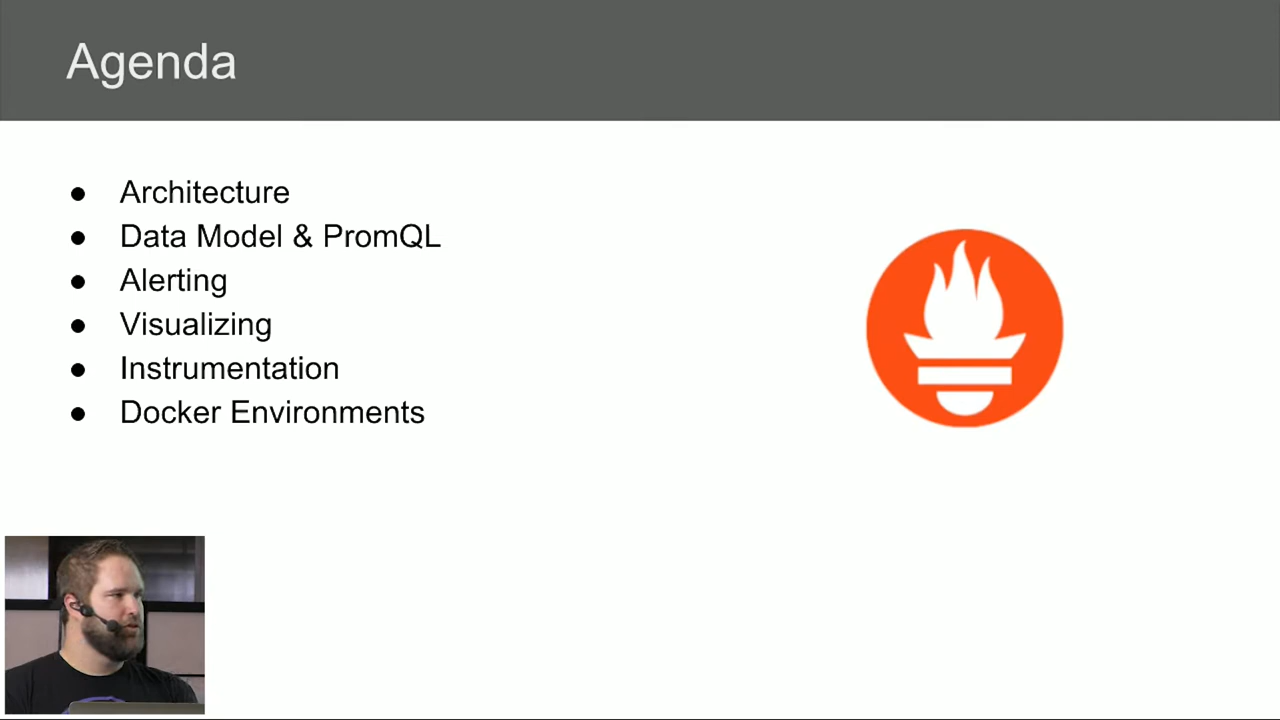 Agenda
● Architecture
● Data Model & PromQL
● Alerting
● Visualizing
● Instrumentation
● Docker Environments